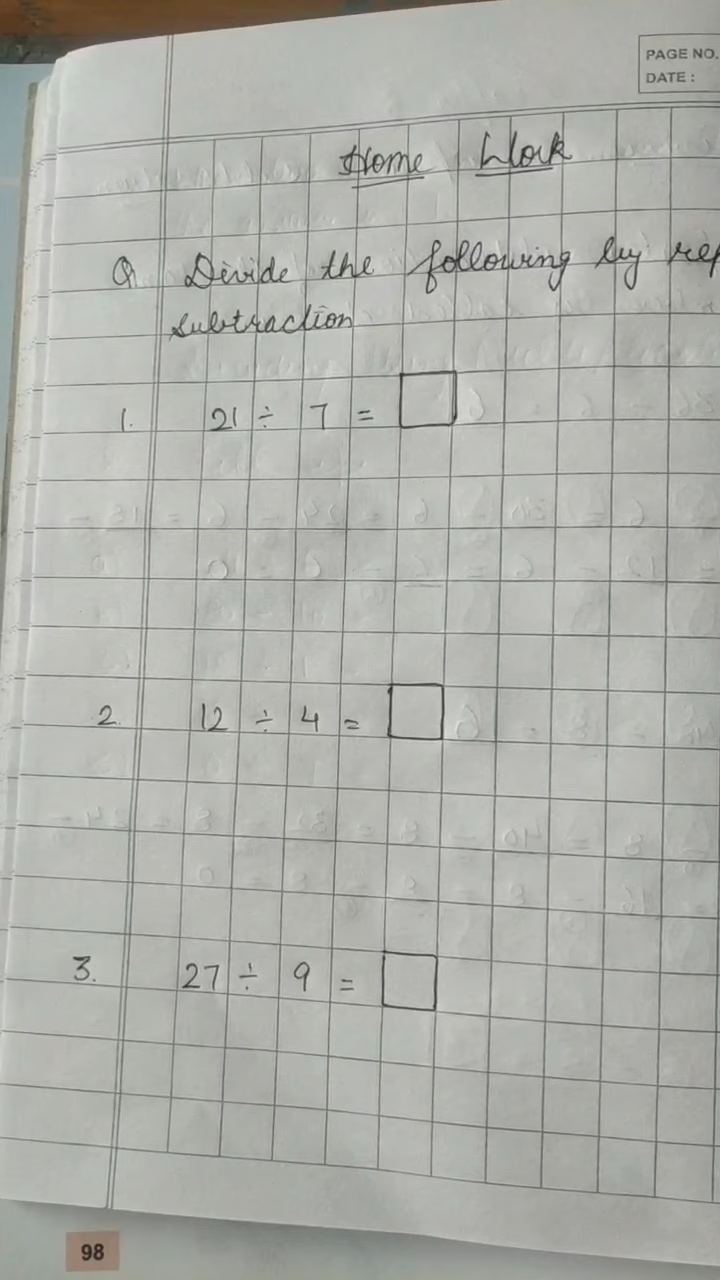 PAGE NO.
DATE :
Home Work
Q Divide the following by rep
subtraction
1. 21 ÷ 7 =
2. 12 ÷ 4 =
3. 27 ÷ 9 =
98